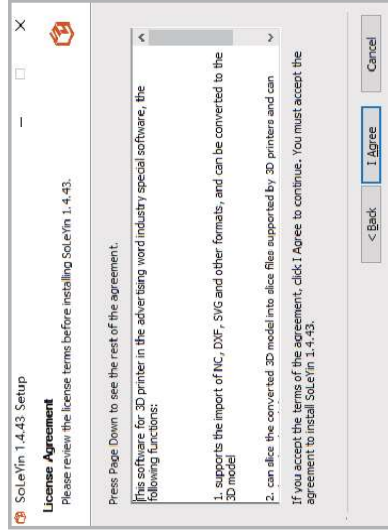 SoLeYin 1.4.43 Setup
License Agreement
Please review the license terms before installing SoLeYin 1.4.43.
Press Page Down to see the rest of the agreement.
This software for 3D printer in the advertising word industry special software, the
following functions:
1. supports the import of NC, DXF, SVG and other formats, and can be converted to the
3D model
2. can slice the converted 3D model into slice files supported by 3D printers and can
If you accept the terms of the agreement, click I Agree to continue. You must accept the
agreement to install SoLeYin 1.4.43.
< Back
I Agree
Cancel